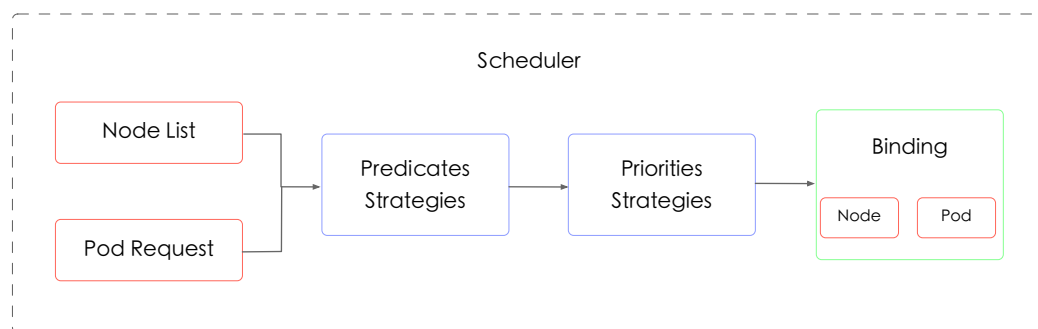 Scheduler
Node List
Pod Request
Predicates
Strategies
Priorities
Strategies
Binding
Node
Pod